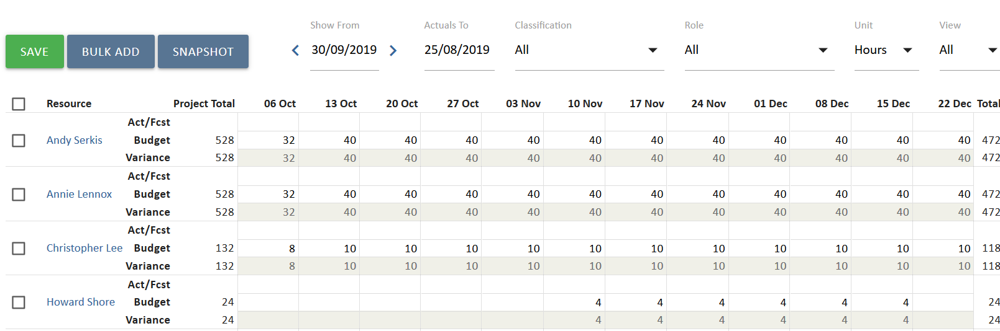 Show From Actuals To Classification Role Unit View
SAVE BULK ADD SNAPSHOT 30/09/2019 25/08/2019 All All Hours All
Resource Project Total 06 Oct 13 Oct 20 Oct 27 Oct 03 Nov 10 Nov 17 Nov 24 Nov 01 Dec 08 Dec 15 Dec 22 Dec Total
Act/Fcst
Andy Serkis Budget 528 32 40 40 40 40 40 40 40 40 40 40 40 472
Variance 528 32 40 40 40 40 40 40 40 40 40 40 40 472
Act/Fcst
Annie Lennox Budget 528 32 40 40 40 40 40 40 40 40 40 40 40 472
Variance 528 32 40 40 40 40 40 40 40 40 40 40 40 472
Act/Fcst
Christopher Lee Budget 132 8 10 10 10 10 10 10 10 10 10 10 10 118
Variance 132 8 10 10 10 10 10 10 10 10 10 10 10 118
Act/Fcst
Howard Shore Budget 24 4 4 4 4 4 4 24
Variance 24 4 4 4 4 4 4 24